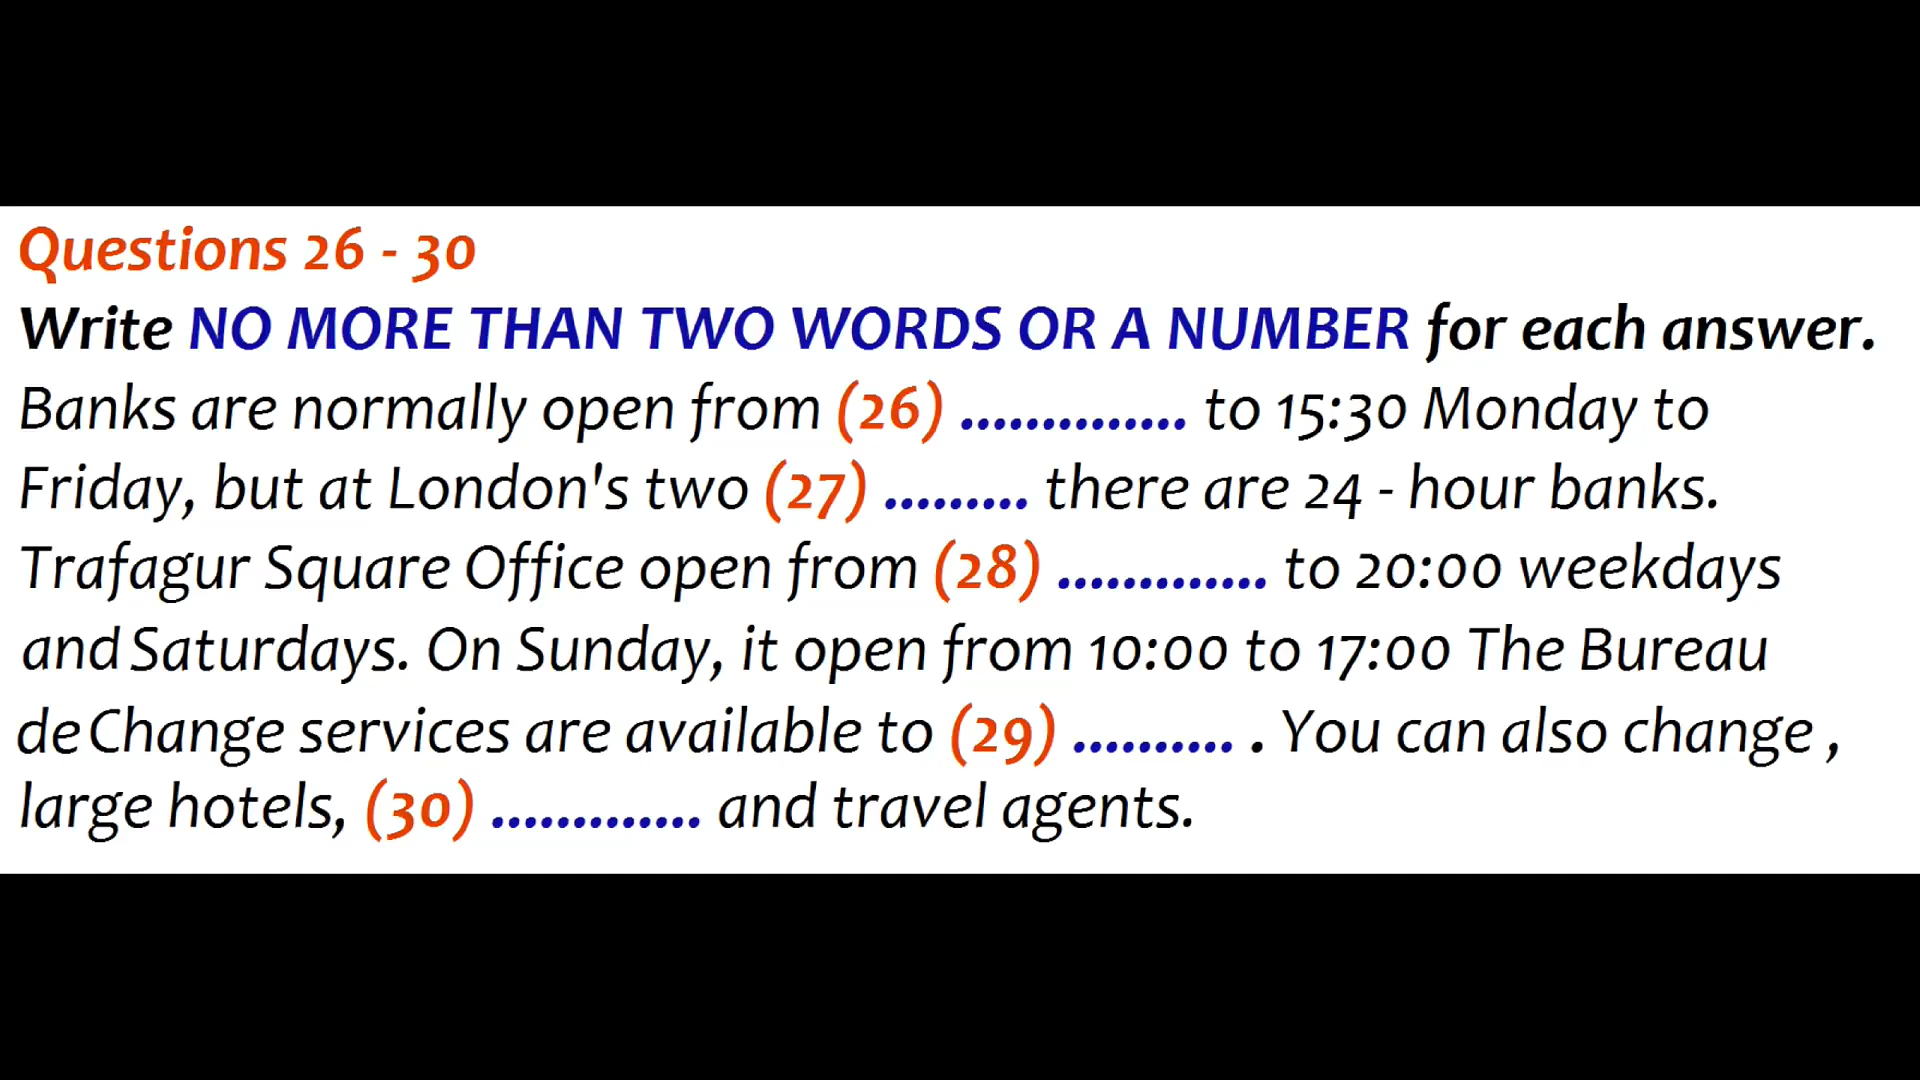 Questions 26 - 30
Write NO MORE THAN TWO WORDS OR A NUMBER for each answer.
Banks are normally open from (26) .............. to 15:30 Monday to
Friday, but at London's two (27) ......... there are 24 - hour banks.
Trafagur Square Office open from (28) ............. to 20:00 weekdays
and Saturdays. On Sunday, it open from 10:00 to 17:00 The Bureau
de Change services are available to (29) .......... . You can also change ,
large hotels, (30) ............. and travel agents.